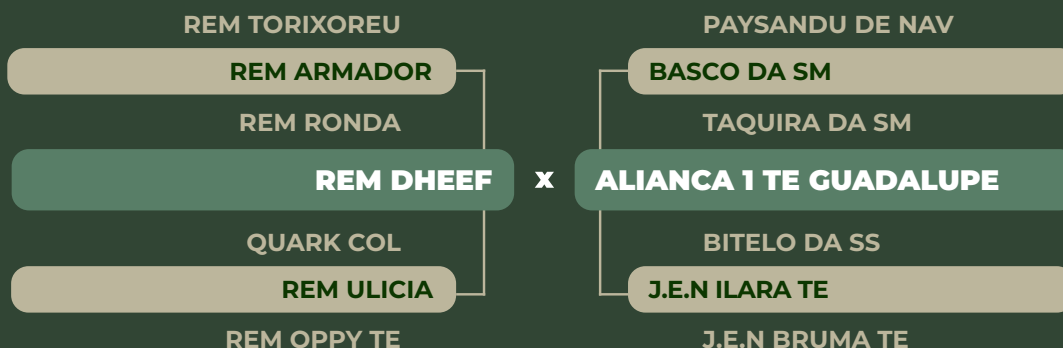 REM TORIXOREU
PAYSANDU DE NAV
REM ARMADOR
BASCO DA SM
REM RONDA
TAQUIRA DA SM
REM DHEEF x ALIANCA 1 TE GUADALUPE
QUARK COL
BITELO DA SS
REM ULICIA
J.E.N ILARA TE
REM OPPY TE
J.E.N BRUMA TE